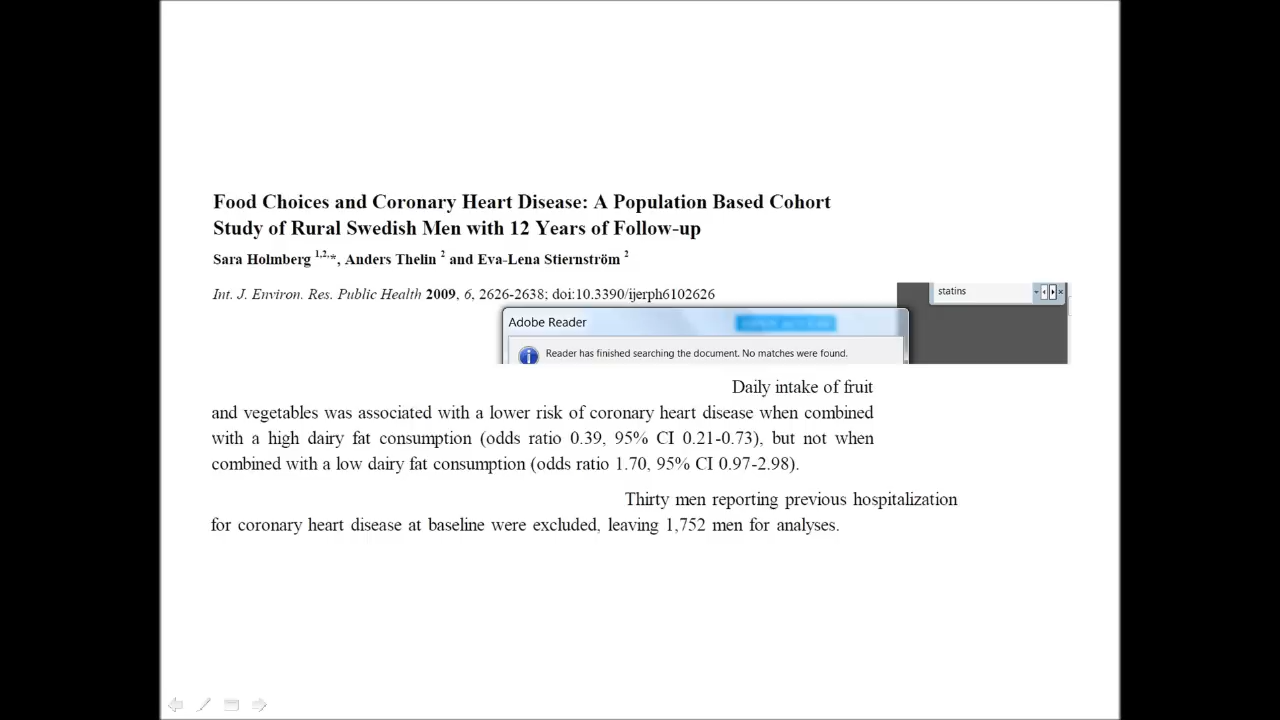 Food Choices and Coronary Heart Disease: A Population Based Cohort
Study of Rural Swedish Men with 12 Years of Follow-up
Sara Holmberg 1,2,*, Anders Thelin 2 and Eva-Lena Stiernström 2
Int. J. Environ. Res. Public Health 2009, 6, 2626-2638; doi:10.3390/ijerph6102626
statins
Adobe Reader
Reader has finished searching the document. No matches were found.
Daily intake of fruit
and vegetables was associated with a lower risk of coronary heart disease when combined
with a high dairy fat consumption (odds ratio 0.39, 95% CI 0.21-0.73), but not when
combined with a low dairy fat consumption (odds ratio 1.70, 95% CI 0.97-2.98).
Thirty men reporting previous hospitalization
for coronary heart disease at baseline were excluded, leaving 1,752 men for analyses.